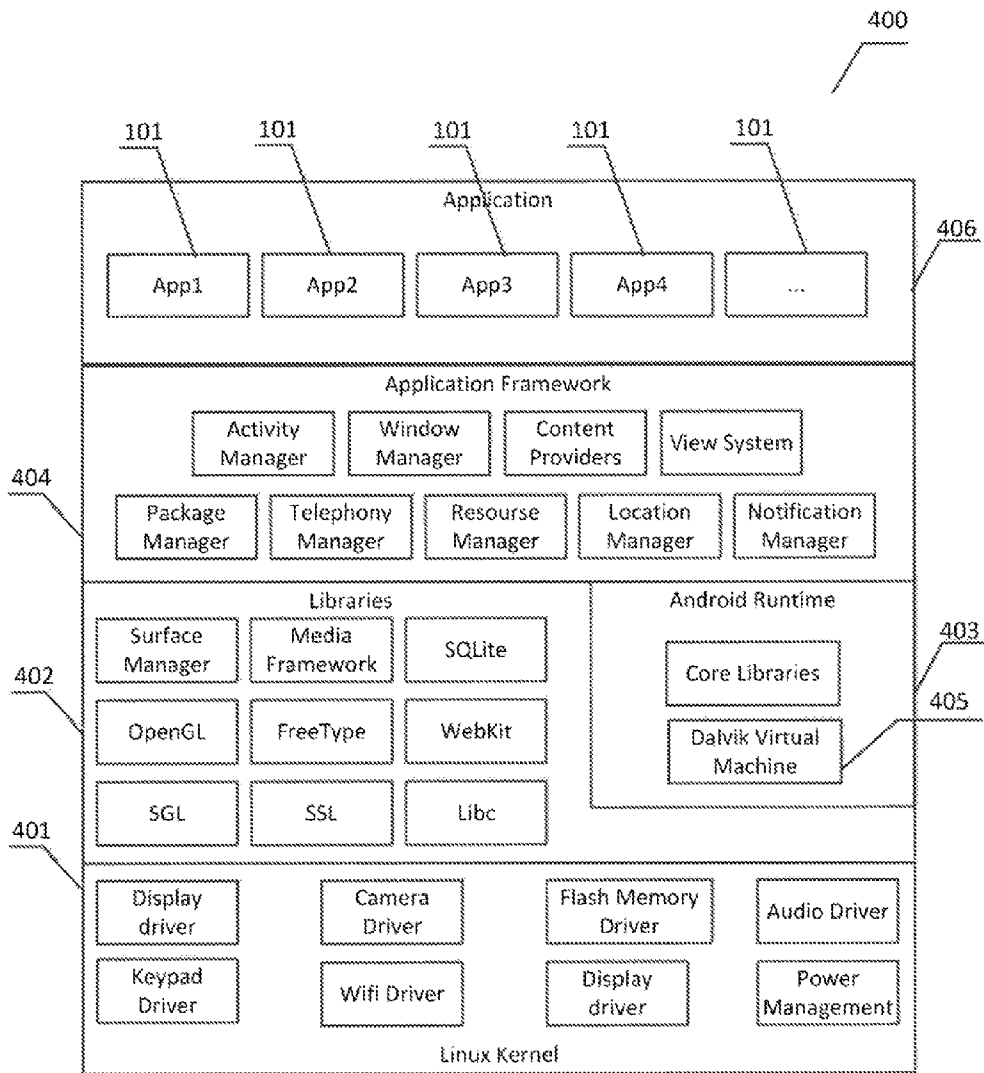 400
101 101 101 101 101
Application
406
App1 App2 App3 App4 ...
Application Framework
Activity Manager
Window Manager
Content Providers
View System
404
Package Manager
Telephony Manager
Resourse Manager
Location Manager
Notification Manager
Libraries
Android Runtime
Surface Manager
Media Framework
SQLite
403
402
Core Libraries
405
OpenGL FreeType WebKit
Dalvik Virtual Machine
SGL SSL Libc
401
Display driver
Camera Driver
Flash Memory Driver
Audio Driver
Keypad Driver
Wifi Driver
Display driver
Power Management
Linux Kernel